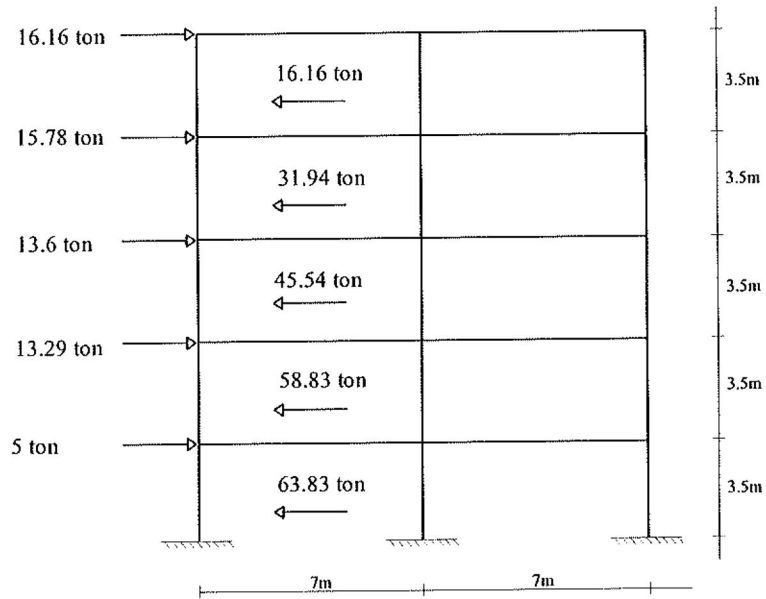 16.16 ton
16.16 ton
3.5m
15.78 ton
31.94 ton
3.5m
13.6 ton
45.54 ton
3.5m
13.29 ton
58.83 ton
3.5m
5 ton
63.83 ton
3.5m
7m
7m